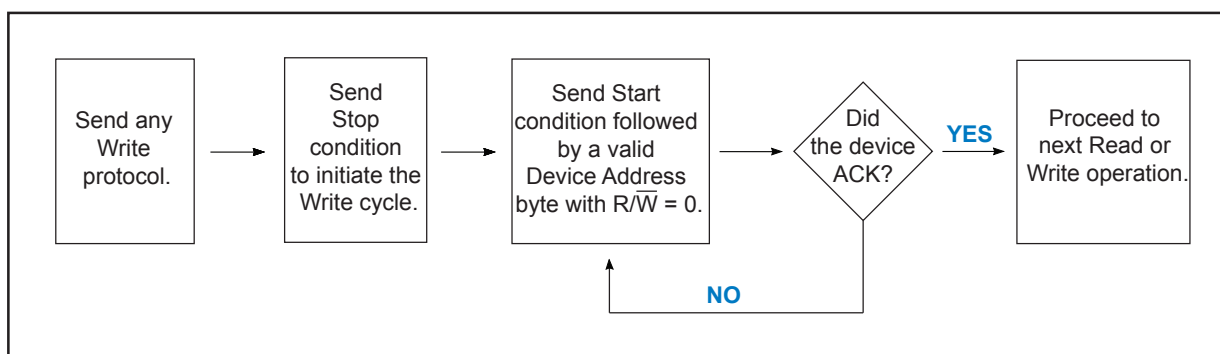 Send any
Write
protocol.
Send
Stop
condition
to initiate the
Write cycle.
Send Start
condition followed
by a valid
Device Address
byte with R/W̅ = 0.
Did
the device
ACK?
YES
Proceed to
next Read or
Write operation.
NO